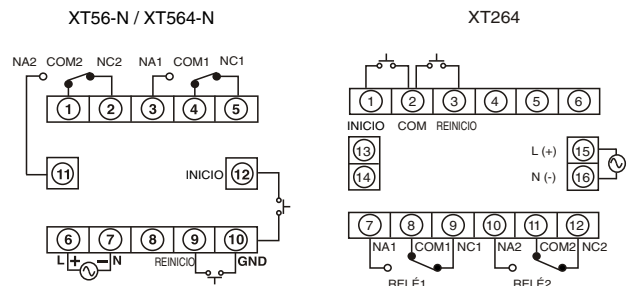 XT56-N / XT564-N
NA2 COM2 NC2 NA1 COM1 NC1
1 2 3 4 5
11
INICIO 12
6 7 8 9 10
L + − N REINICIO GND
XT264
1 2 3 4 5 6
INICIO COM REINICIO
13
14
L (+) 15
N (-) 16
7 8 9 10 11 12
NA1 COM1 NC1 NA2 COM2 NC2
RELÉ1 RELÉ2